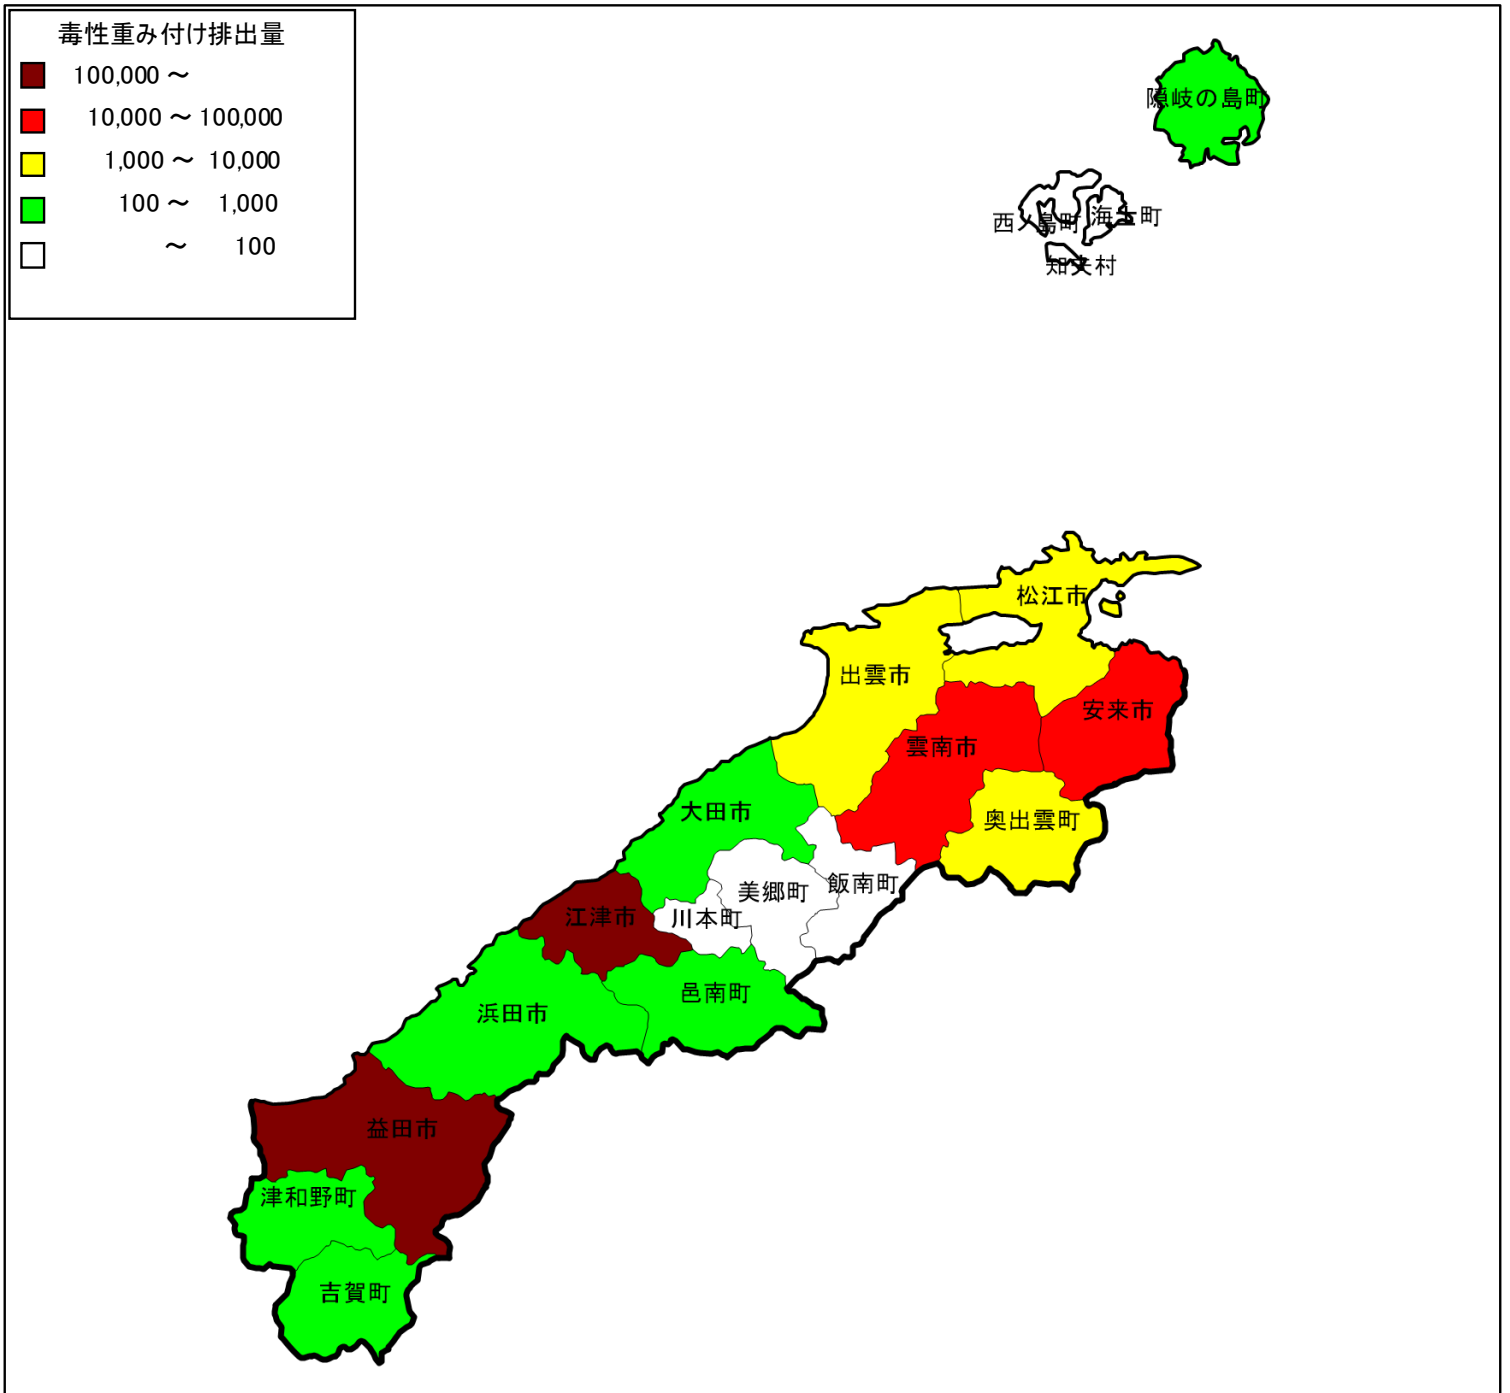 毒性重み付け排出量
100,000 ～
10,000 ～ 100,000
1,000 ～ 10,000
100 ～ 1,000
～ 100
隠岐の島町
西ノ島町
海士町
知夫村
松江市
出雲市
安来市
雲南市
大田市
奥出雲町
飯南町
美郷町
川本町
江津市
邑南町
浜田市
益田市
津和野町
吉賀町